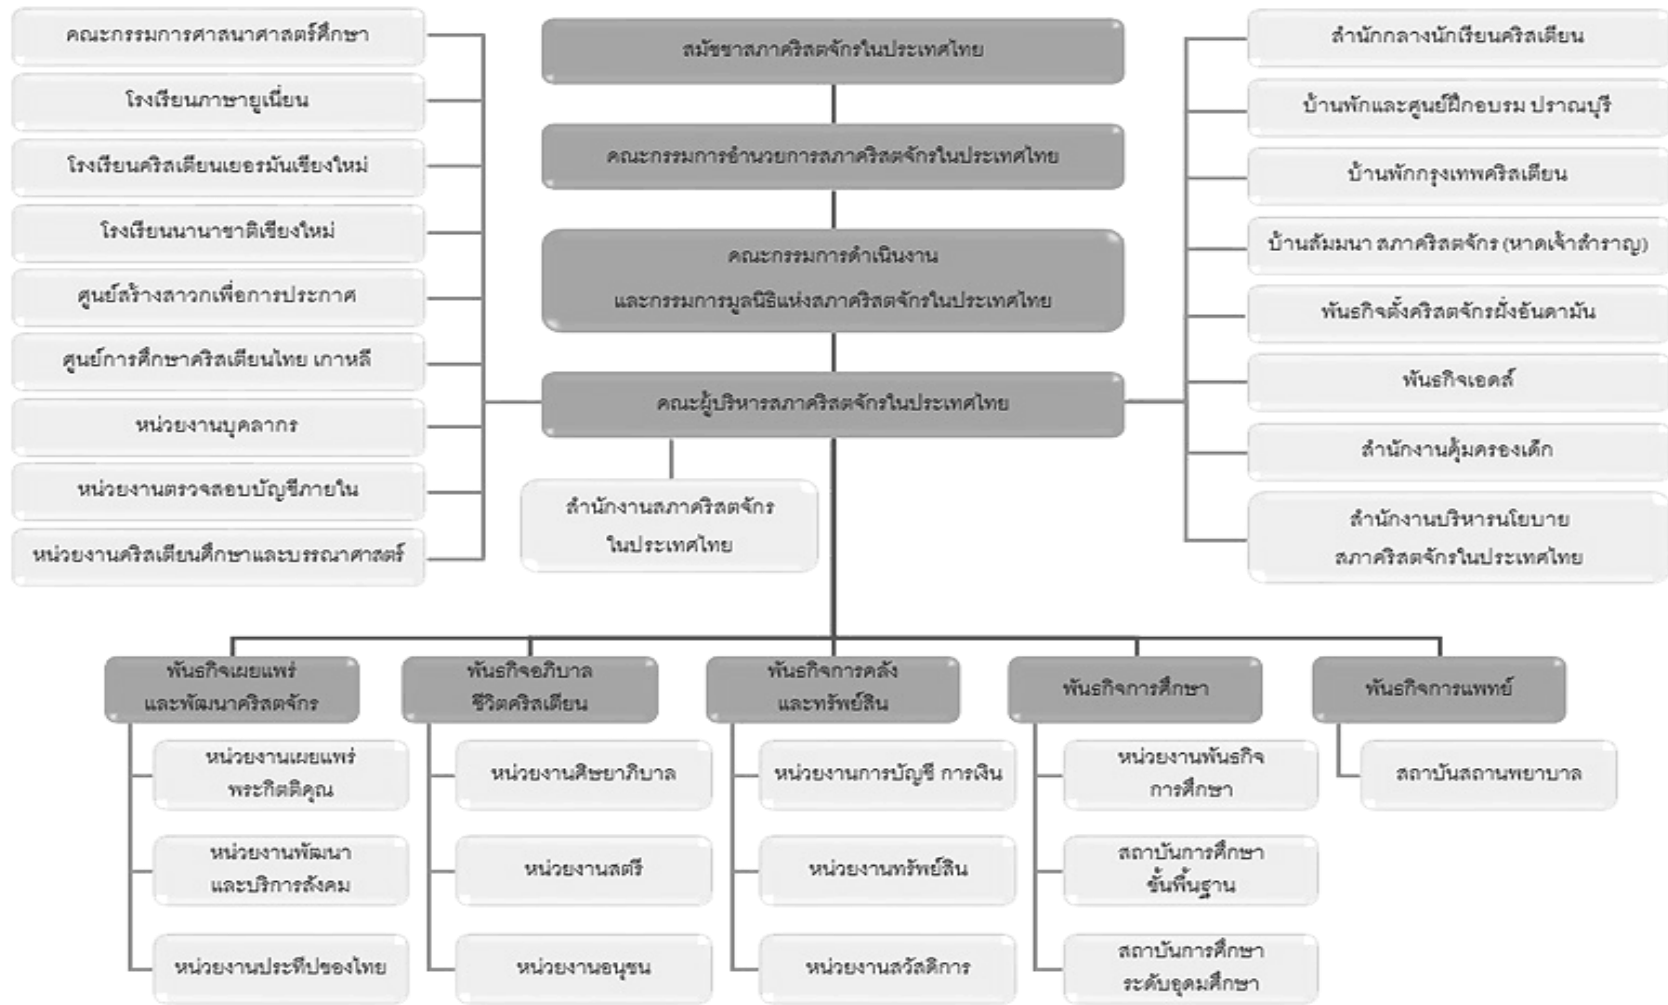 สมัชชาสภาคริสตจักรในประเทศไทย
คณะกรรมการอำนวยการสภาคริสตจักรในประเทศไทย
คณะกรรมการดำเนินงาน
และกรรมการมูลนิธิแห่งสภาคริสตจักรในประเทศไทย
คณะผู้บริหารสภาคริสตจักรในประเทศไทย
สำนักงานสภาคริสตจักร
ในประเทศไทย
คณะกรรมการศาสนาศาสตร์ศึกษา
โรงเรียนภาษายูเนี่ยน
โรงเรียนคริสเตียนเยอรมันเชียงใหม่
โรงเรียนนานาชาติเชียงใหม่
ศูนย์สร้างสาวกเพื่อการประกาศ
ศูนย์การศึกษาคริสเตียนไทย เกาหลี
หน่วยงานบุคลากร
หน่วยงานตรวจสอบบัญชีภายใน
หน่วยงานคริสเตียนศึกษาและบรรณาศาสตร์
สำนักกลางนักเรียนคริสเตียน
บ้านพักและศูนย์ฝึกอบรม ปราณบุรี
บ้านพักกรุงเทพคริสเตียน
บ้านสัมมนา สภาคริสตจักร (หาดเจ้าสำราญ)
พันธกิจตั้งคริสตจักรฝั่งอันดามัน
พันธกิจเอดส์
สำนักงานคุ้มครองเด็ก
สำนักงานบริหารนโยบาย
สภาคริสตจักรในประเทศไทย
พันธกิจเผยแพร่
และพัฒนาคริสตจักร
หน่วยงานเผยแพร่
พระกิตติคุณ
หน่วยงานพัฒนา
และบริการสังคม
หน่วยงานประทีปของไทย
พันธกิจอภิบาล
ชีวิตคริสเตียน
หน่วยงานศิษยาภิบาล
หน่วยงานสตรี
หน่วยงานอนุชน
พันธกิจการคลัง
และทรัพย์สิน
หน่วยงานการบัญชี การเงิน
หน่วยงานทรัพย์สิน
หน่วยงานสวัสดิการ
พันธกิจการศึกษา
หน่วยงานพันธกิจ
การศึกษา
สถาบันการศึกษา
ขั้นพื้นฐาน
สถาบันการศึกษา
ระดับอุดมศึกษา
พันธกิจการแพทย์
สถาบันสถานพยาบาล